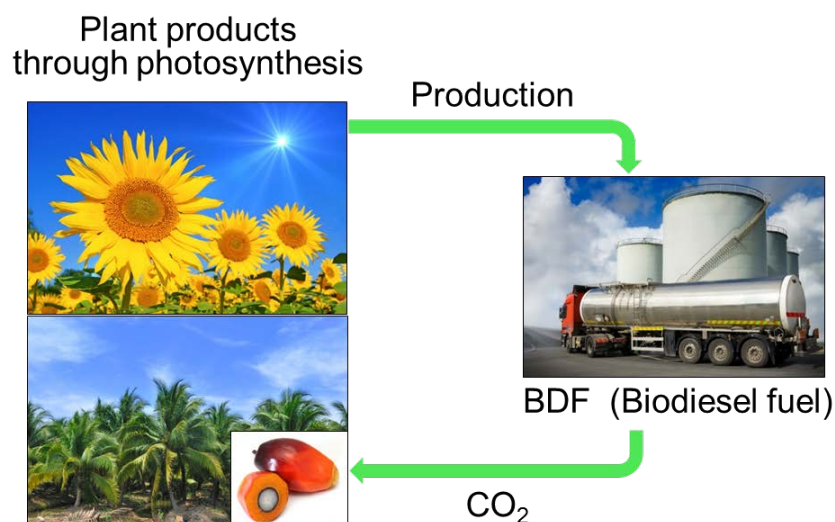 Plant products
through photosynthesis
Production
BDF (Biodiesel fuel)
CO₂